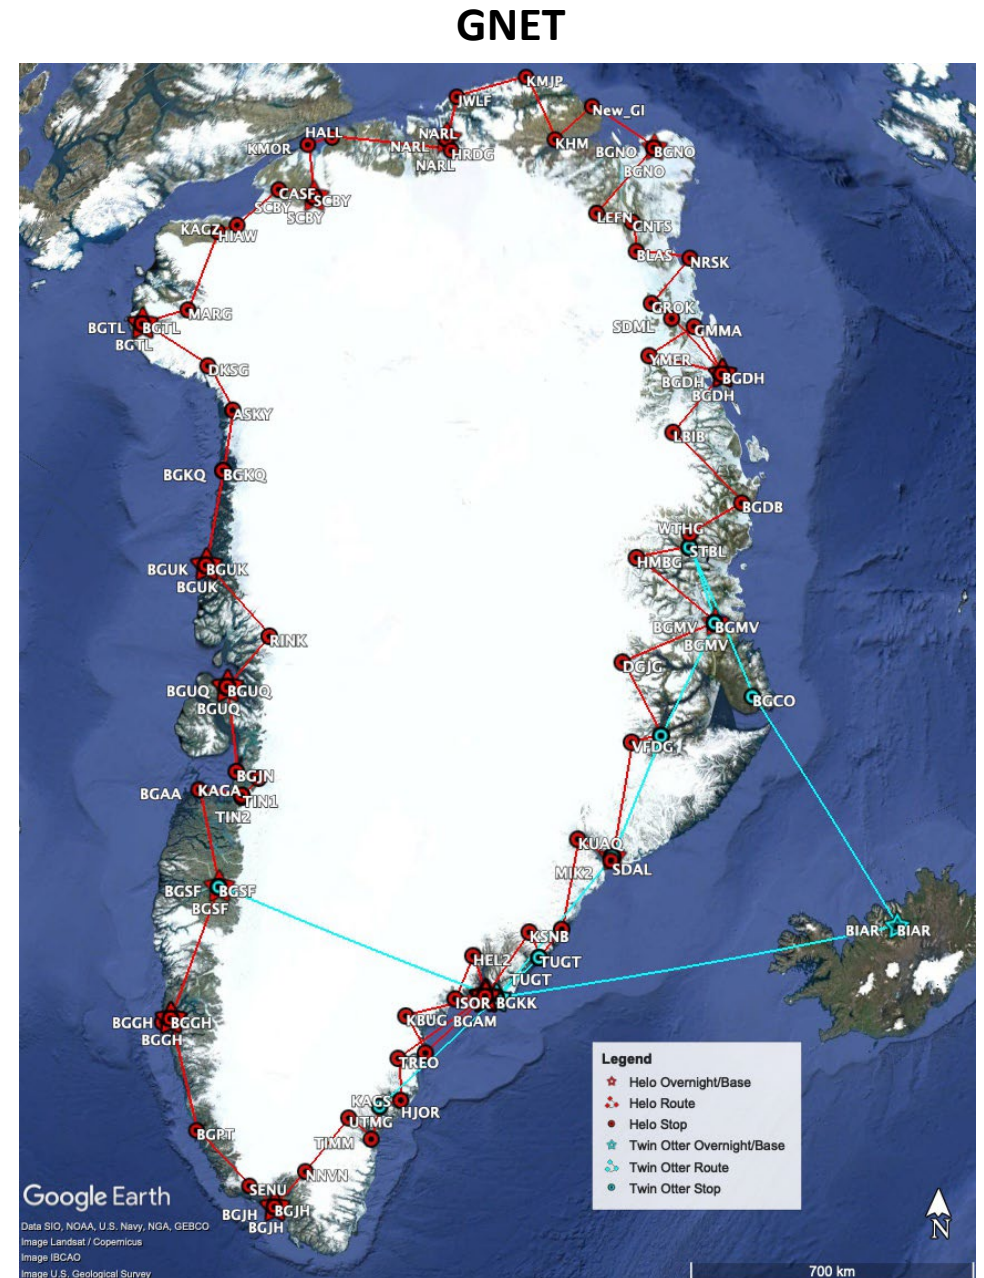 GNET
KMJP
JWLF
New_GI
HALL
NARL
KMOR
NARL
HRDG
KHM
BGNO
BGNO
NARL
BGNO
CASF
SCBY
SCBY
SCBY
LEFN
CNTS
KAGZ
HIAW
BLAS
NRSK
MARG
GROK
BGTL
BGTL
SDML
GMMA
BGTL
YMER
DKSG
BGDH
BGDH
BGDH
ASKY
LBIB
BGKQ
BGKQ
BGDB
WTHG
STBL
BGUK
BGUK
HMBG
BGUK
BGMV
BGMV
RINK
BGMV
DGJG
BGUQ
BGUQ
BGCO
BGUQ
VFDG
BGJN
BGAA
KAGA
TIN1
TIN2
KUAQ
SDAL
MIK2
BGSF
BGSF
BGSF
BIAR
BIAR
KSNB
HEL2
TUGT
TUGT
ISOR
BGKK
KBUG
BGAM
BGGH
BGGH
BGGH
TREO
KAGS
HJOR
UTMG
BGPT
TIMM
NNVN
SENU
BGJH
BGJH
BGJH
Legend
Helo Overnight/Base
Helo Route
Helo Stop
Twin Otter Overnight/Base
Twin Otter Route
Twin Otter Stop
Google Earth
Data SIO, NOAA, U.S. Navy, NGA, GEBCO
Image Landsat / Copernicus
Image IBCAO
Image U.S. Geological Survey
N
700 km